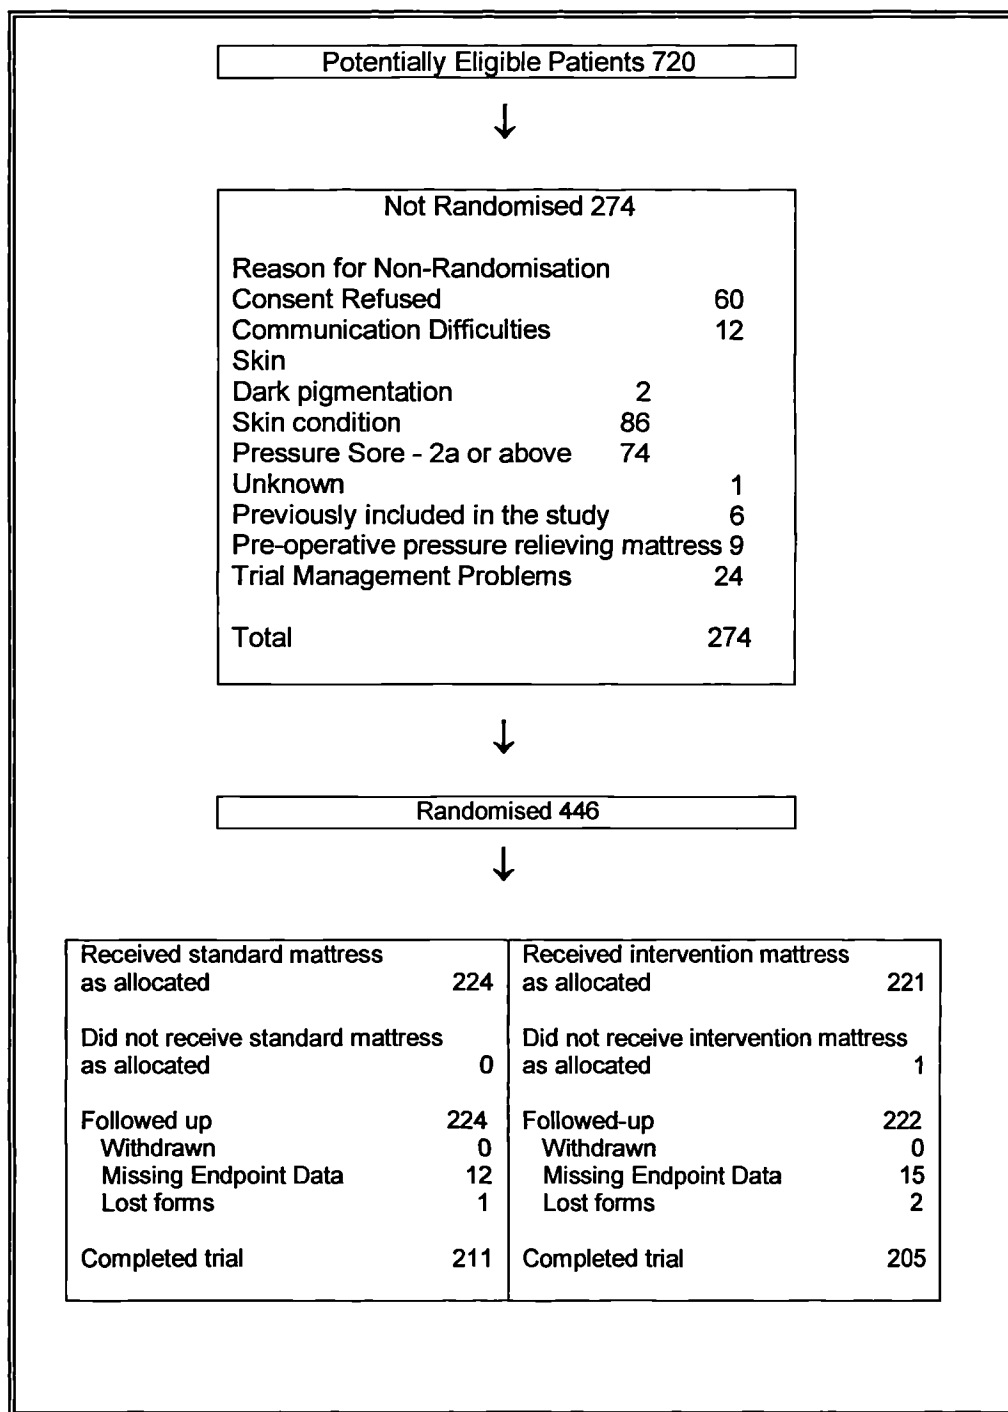 Potentially Eligible Patients 720
↓
Not Randomised 274
Reason for Non-Randomisation
Consent Refused 60
Communication Difficulties 12
Skin
Dark pigmentation 2
Skin condition 86
Pressure Sore - 2a or above 74
Unknown 1
Previously included in the study 6
Pre-operative pressure relieving mattress 9
Trial Management Problems 24
Total 274
↓
Randomised 446
↓
Received standard mattress
as allocated 224
Did not receive standard mattress
as allocated 0
Followed up 224
Withdrawn 0
Missing Endpoint Data 12
Lost forms 1
Completed trial 211
Received intervention mattress
as allocated 221
Did not receive intervention mattress
as allocated 1
Followed-up 222
Withdrawn 0
Missing Endpoint Data 15
Lost forms 2
Completed trial 205